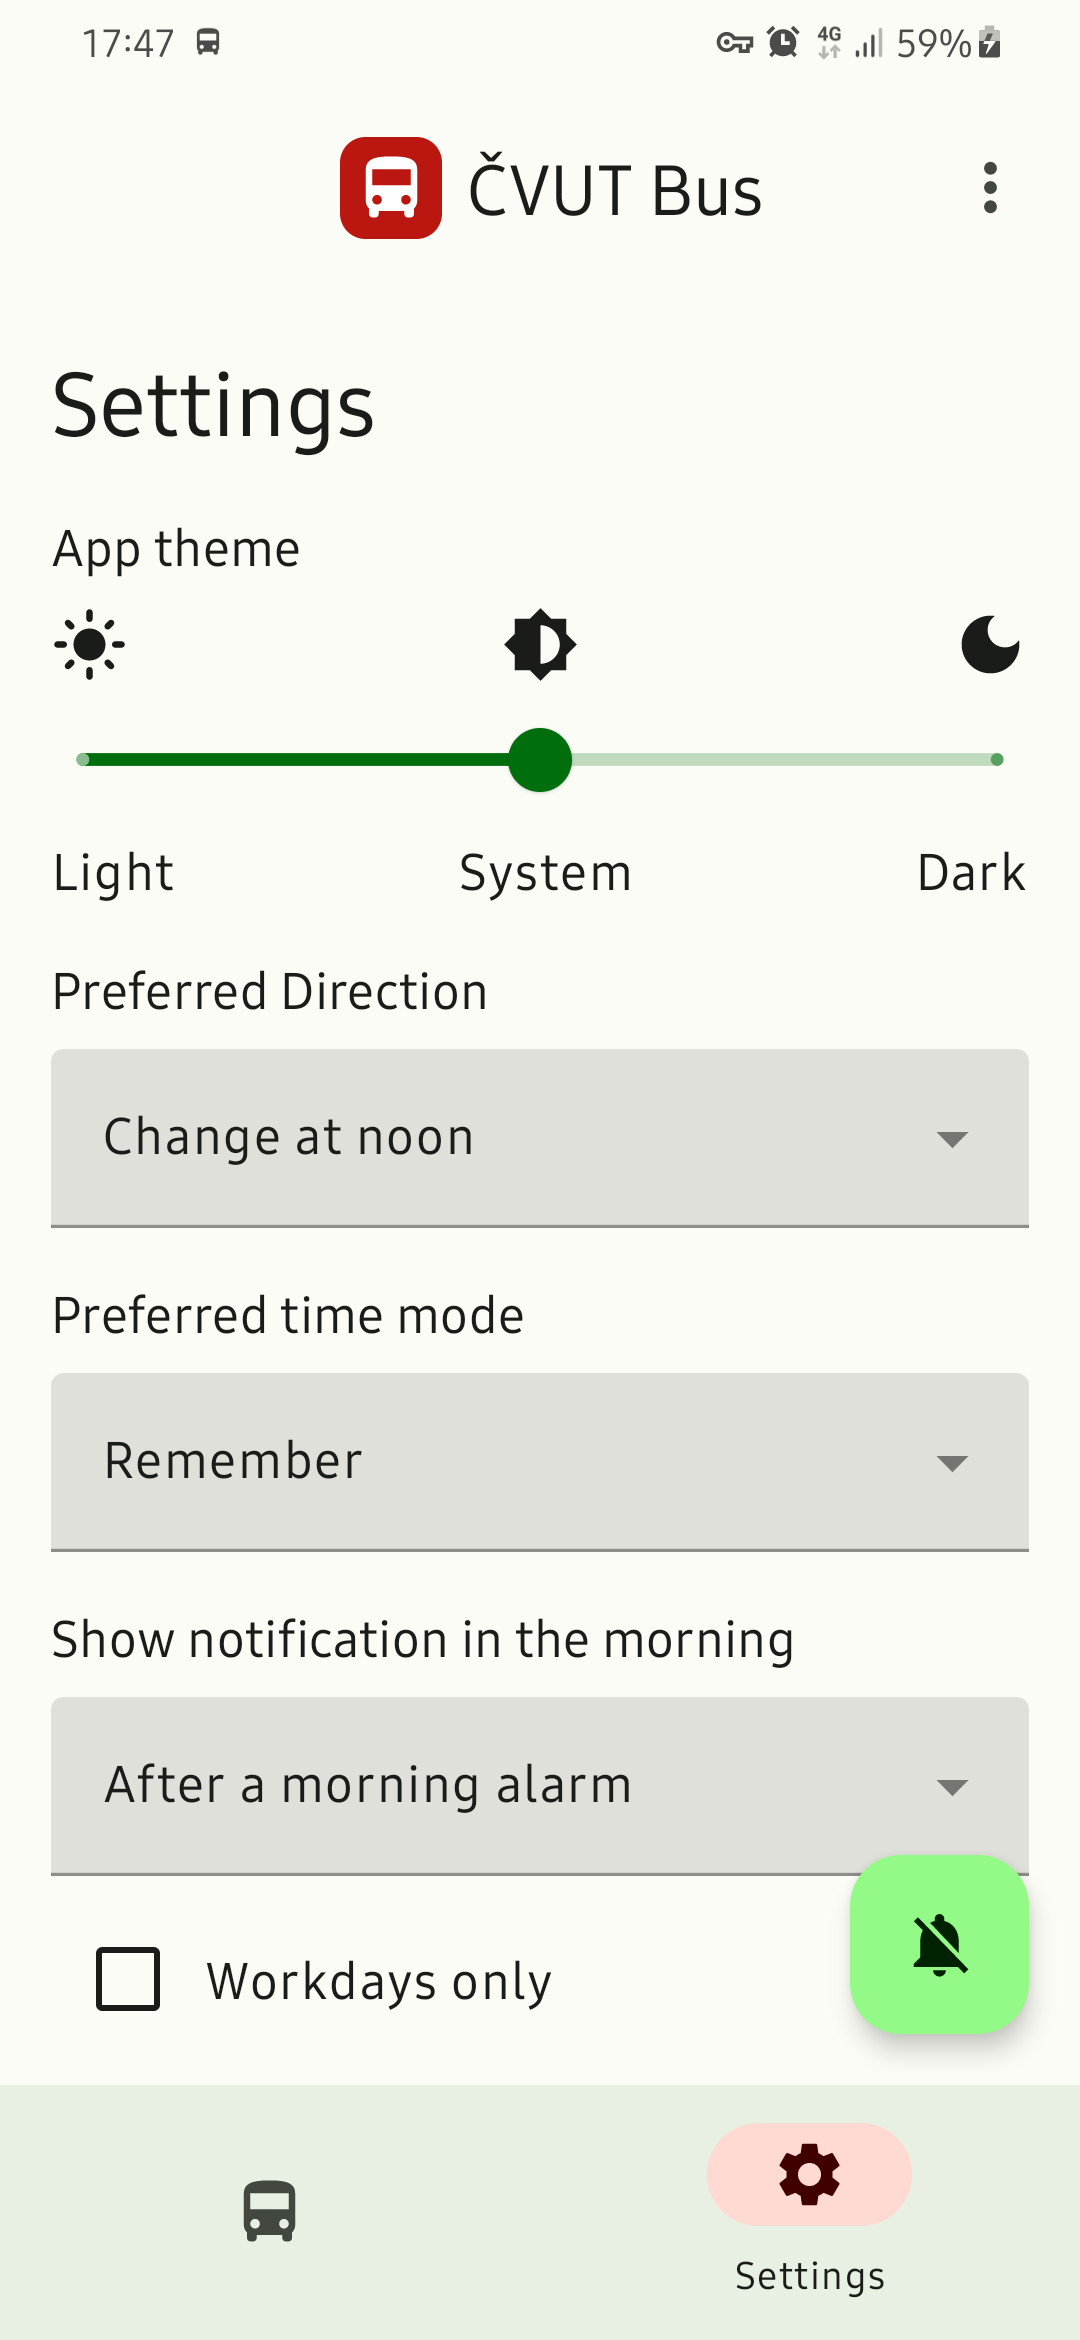 17:47
4G 59%
ČVUT Bus
Settings
App theme
Light System Dark
Preferred Direction
Change at noon
Preferred time mode
Remember
Show notification in the morning
After a morning alarm
Workdays only
Settings